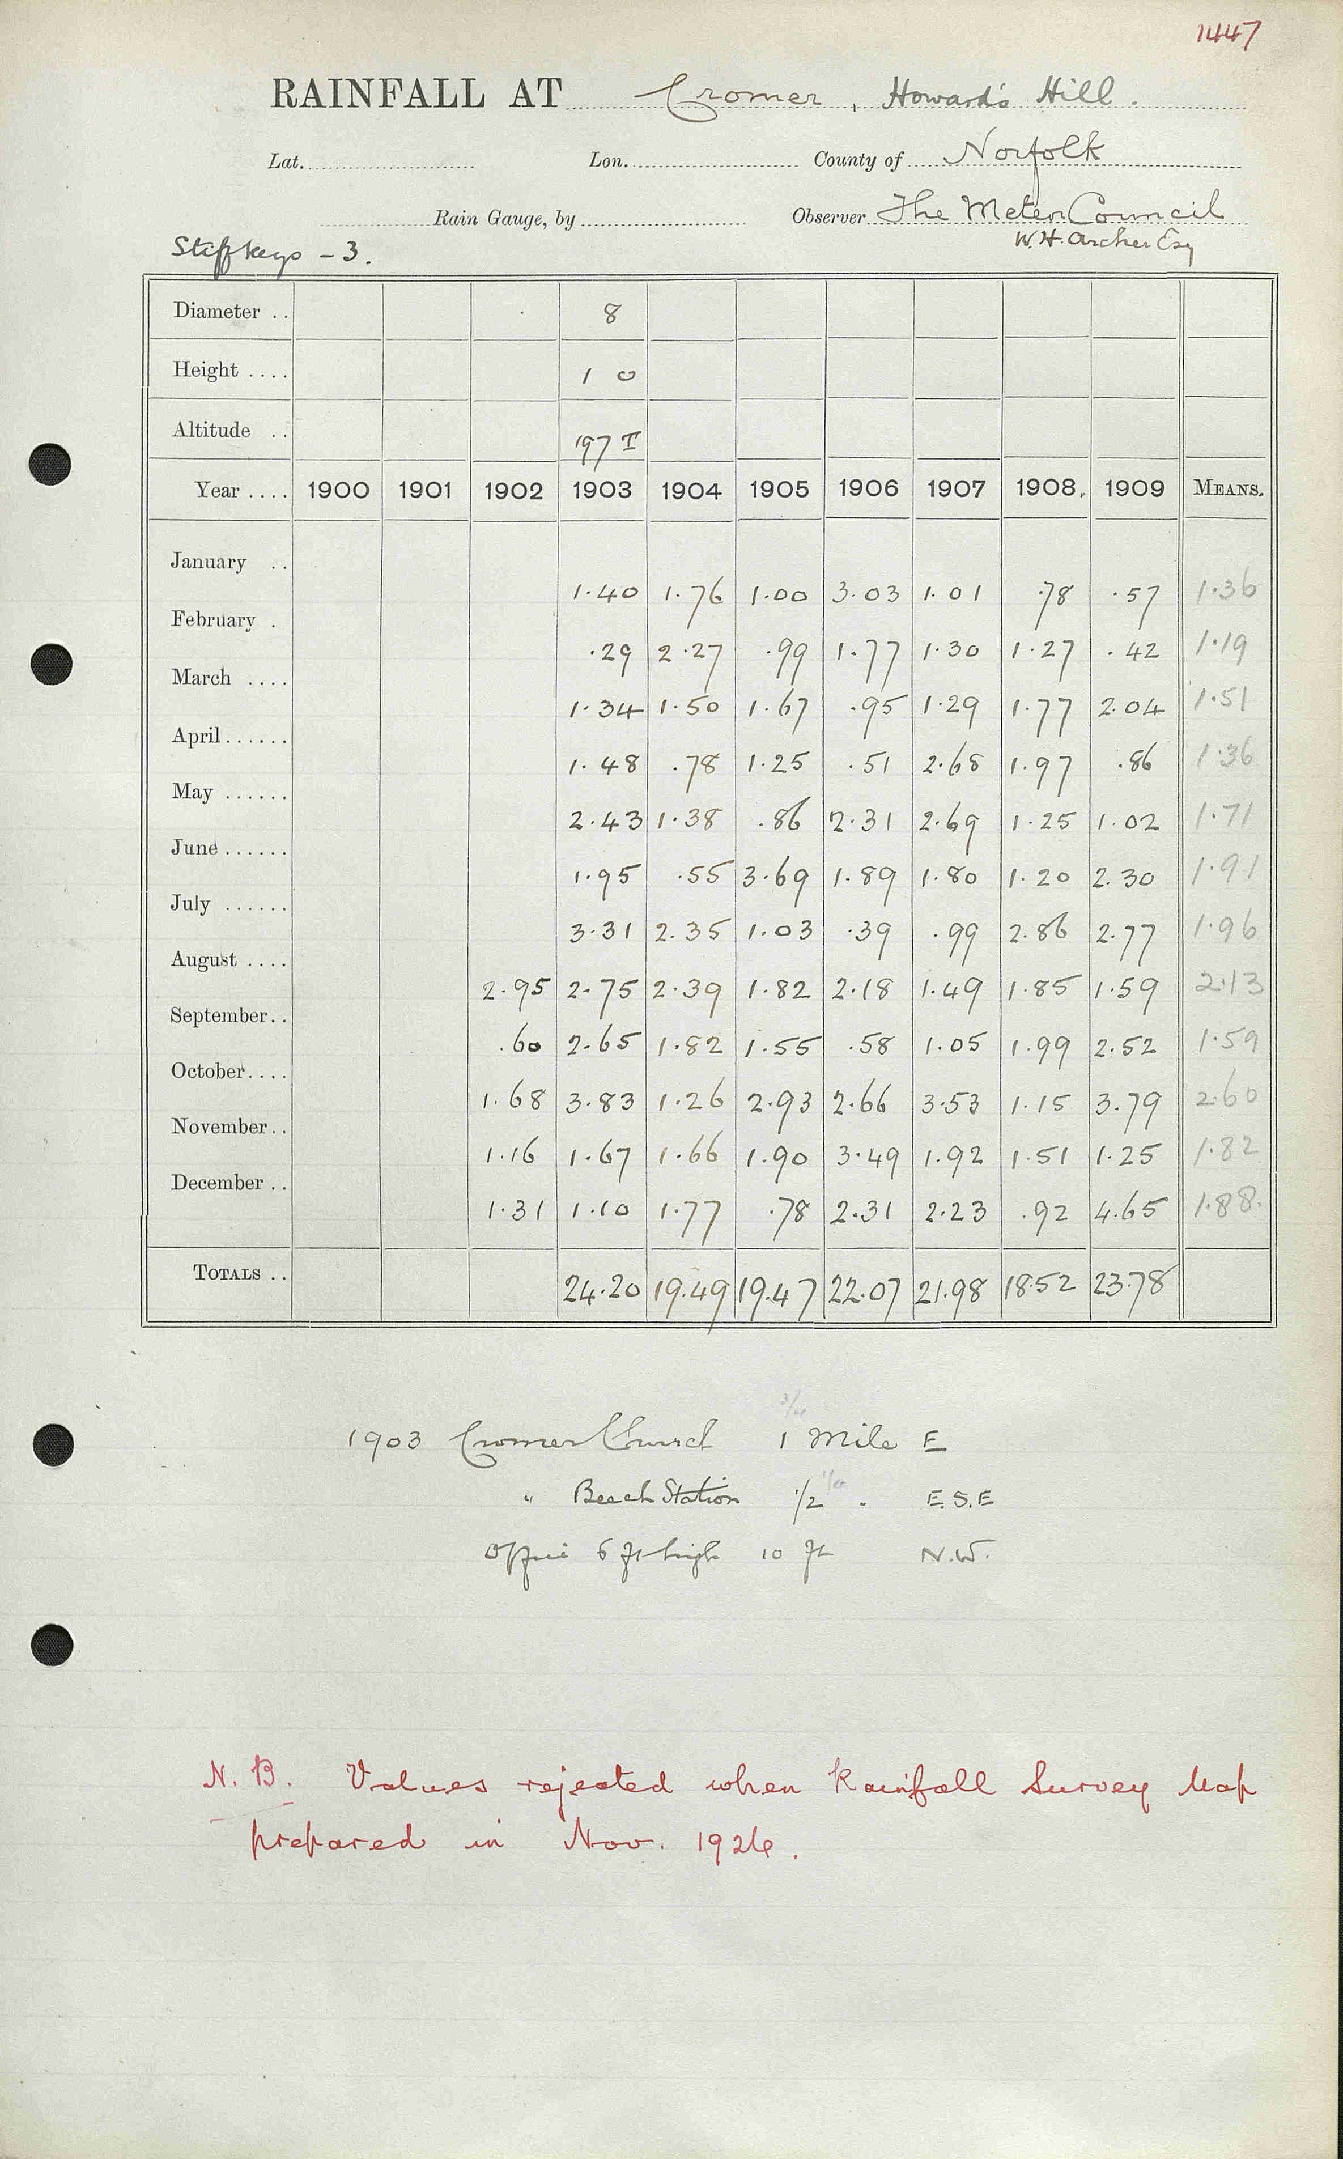 1447
RAINFALL AT Cromer, Howard's Hill.
Lat. Lon. County of Norfolk
Rain Gauge, by Observer The Meteor. Council
Stiffkeys - 3. W. H. Archer Esq
Diameter .. 8
Height .... 1 0
Altitude .. 197 T
Year .... 1900 1901 1902 1903 1904 1905 1906 1907 1908. 1909 MEANS.
January .. 1.40 1.76 1.00 3.03 1.01 .78 .57 1.36
February . .29 2.27 .99 1.77 1.30 1.27 .42 1.19
March .... 1.34 1.50 1.67 .95 1.29 1.77 2.04 1.51
April...... 1.48 .78 1.25 .51 2.68 1.97 .86 1.36
May ...... 2.43 1.38 .86 2.31 2.69 1.25 1.02 1.71
June...... 1.95 .55 3.69 1.89 1.80 1.20 2.30 1.91
July ...... 3.31 2.35 1.03 .39 .99 2.86 2.77 1.96
August .... 2.95 2.75 2.39 1.82 2.18 1.49 1.85 1.59 2.13
September.. .60 2.65 1.82 1.55 .58 1.05 1.99 2.52 1.59
October.... 1.68 3.83 1.26 2.93 2.66 3.53 1.15 3.79 2.60
November.. 1.16 1.67 1.66 1.90 3.49 1.92 1.51 1.25 1.82
December .. 1.31 1.10 1.77 .78 2.31 2.23 .92 4.65 1.88.
TOTALS .. 24.20 19.49 19.47 22.07 21.98 18.52 23.78
3/4
1903 Cromer Church 1 Mile E
" Beach Station 1/2 . E.S.E
Office 6 ft high 10 ft N.W.
N.B. Values rejected when Rainfall Survey Map
prepared in Nov. 1926.